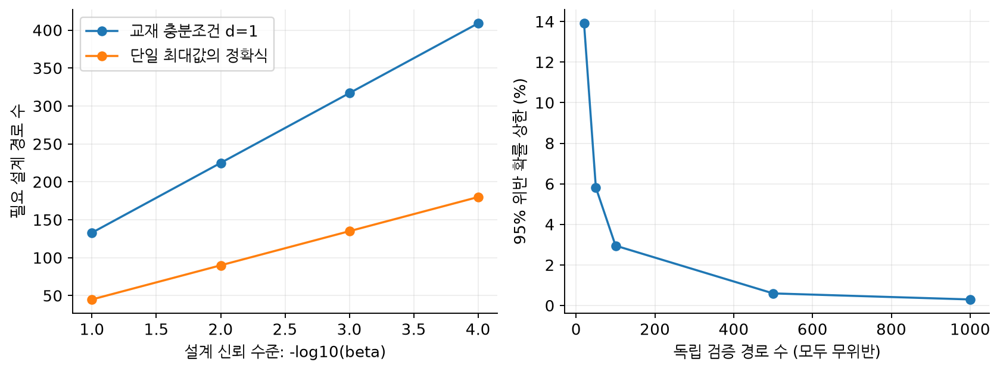 교재 충분조건 d=1
단일 최대값의 정확식
필요 설계 경로 수
400
350
300
250
200
150
100
50
1.0 1.5 2.0 2.5 3.0 3.5 4.0
설계 신뢰 수준: -log10(beta)
95% 위반 확률 상한 (%)
14
12
10
8
6
4
2
0
0 200 400 600 800 1000
독립 검증 경로 수 (모두 무위반)